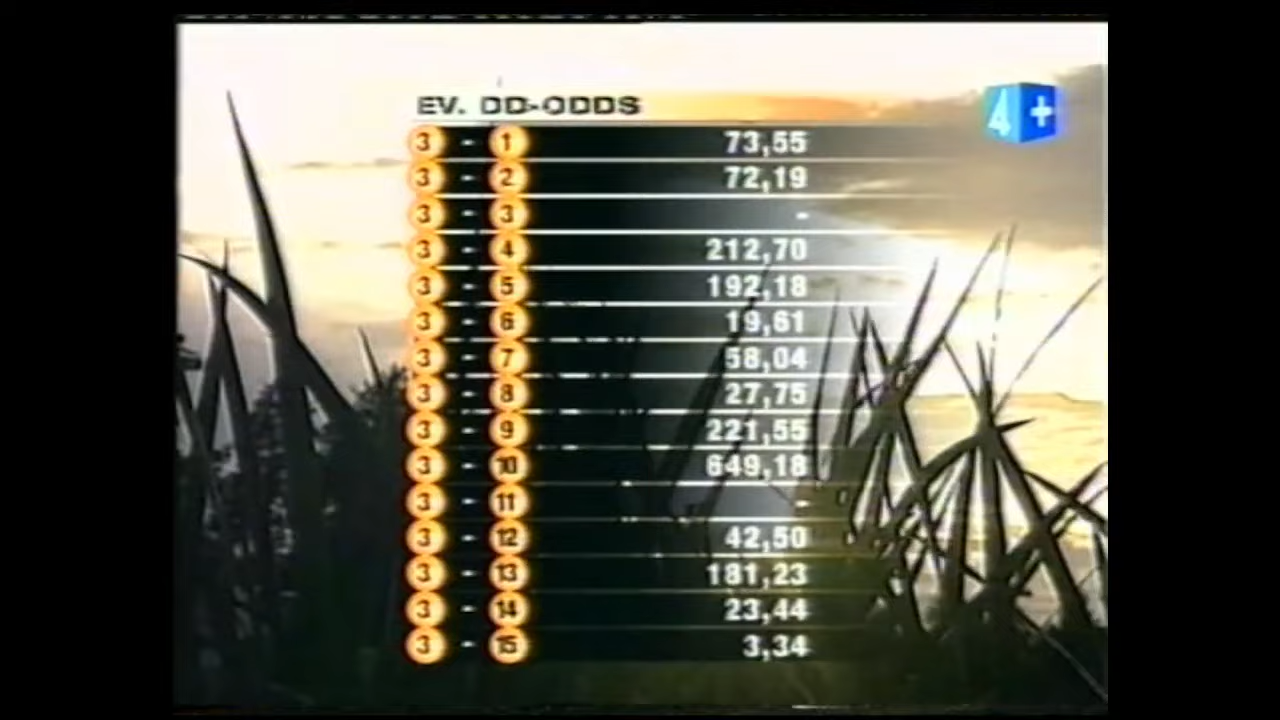 EV. DD-ODDS
4+
3 - 1 73,55
3 - 2 72,19
3 - 3 -
3 - 4 212,70
3 - 5 192,18
3 - 6 19,61
3 - 7 58,04
3 - 8 27,75
3 - 9 221,55
3 - 10 649,18
3 - 11 -
3 - 12 42,50
3 - 13 181,23
3 - 14 23,44
3 - 15 3,34